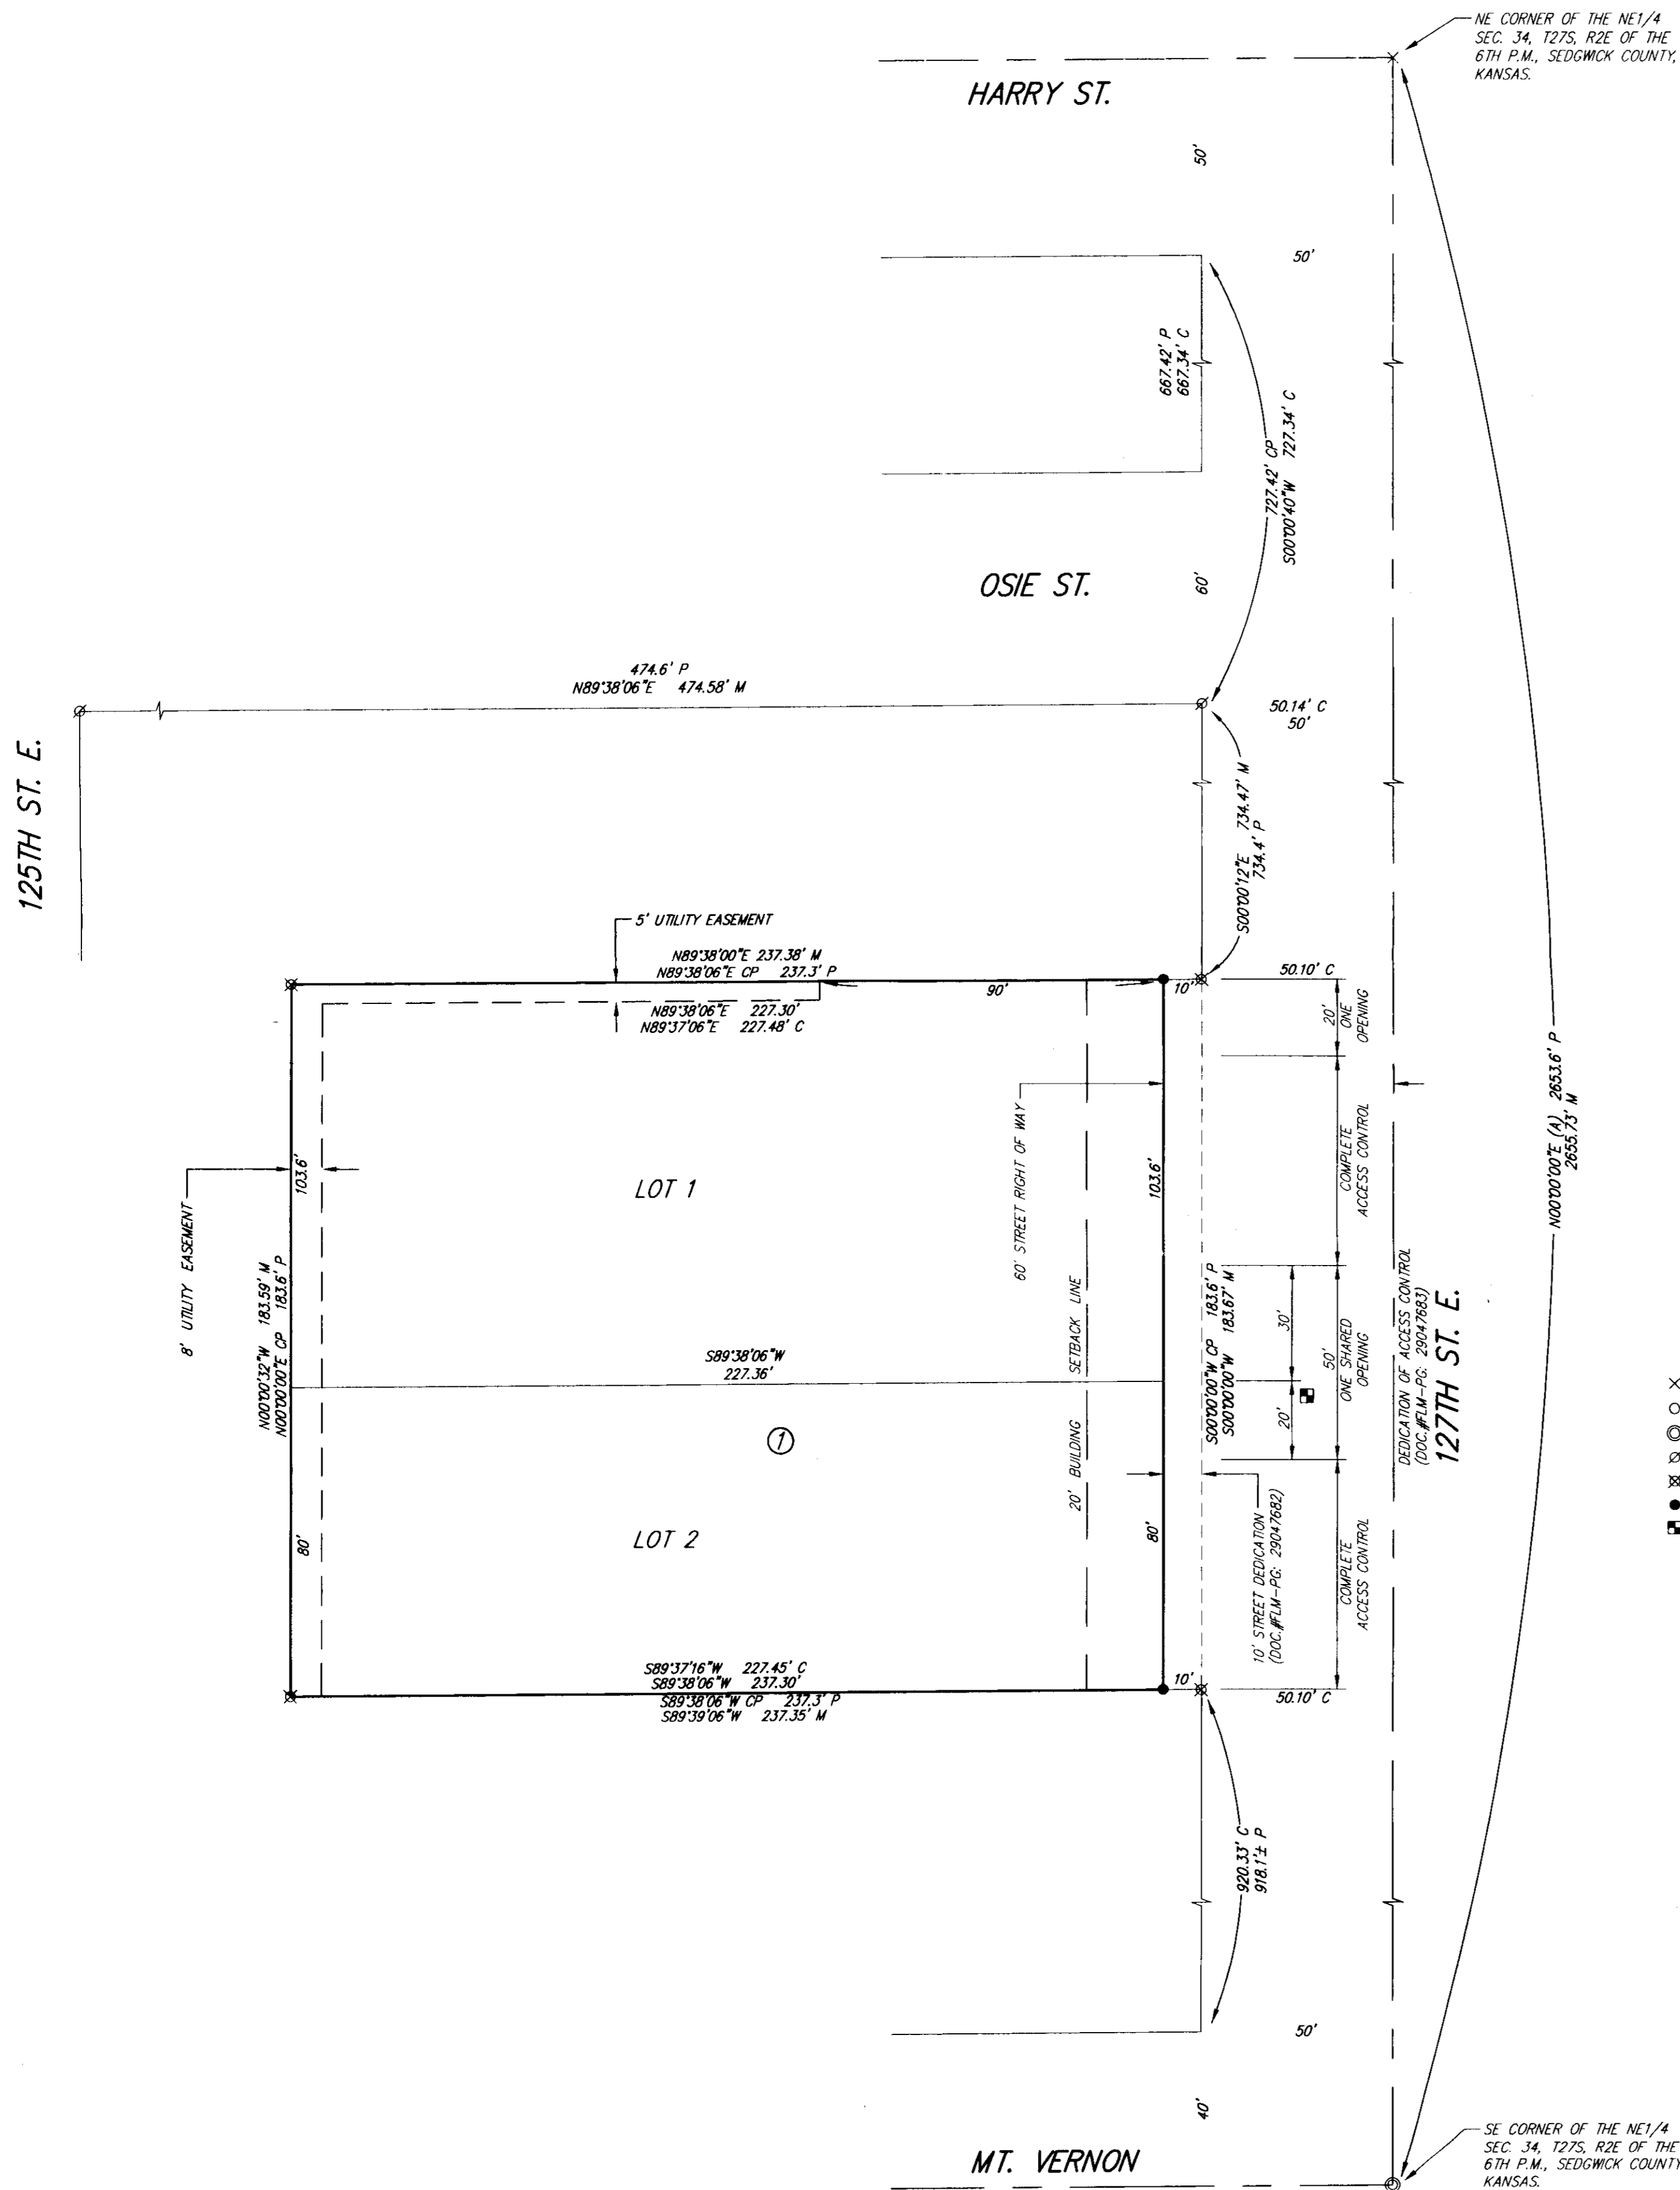 NE CORNER OF THE NE1/4
SEC. 34, T27S, R2E OF THE
6TH P.M., SEDGWICK COUNTY,
KANSAS.
HARRY ST.
50'
50'
667.42' P
667.34' C
727.42' CP
S00°00'40"W 727.34' C
OSIE ST.
60'
474.6' P
N89°38'06"E 474.58' M
50.14' C
50'
125TH ST. E.
S00°00'12"E 734.47' M
734.4' P
5' UTILITY EASEMENT
N89°38'00"E 237.38' M
N89°38'06"E CP 237.3' P
90'
10'
50.10' C
N89°38'06"E 227.30'
N89°37'06"E 227.48' C
20'
ONE
OPENING
60' STREET RIGHT OF WAY
COMPLETE
ACCESS CONTROL
103.6'
103.6'
LOT 1
8' UTILITY EASEMENT
N00°00'32"W 183.59' M
N00°00'00"E CP 183.6' P
N00°00'00"E (A) 2653.6' P
2655.73' M
S00°00'00"W CP 183.6' P
S00°00'00"W 183.67' M
30'
50'
20'
ONE SHARED
OPENING
DEDICATION OF ACCESS CONTROL
(DOC.#FLM-PG: 29047683)
127TH ST. E.
S89°38'06"W
227.36'
20' BUILDING SETBACK LINE
1
80'
80'
LOT 2
10' STREET DEDICATION
(DOC.#FLM-PG: 29047682)
COMPLETE
ACCESS CONTROL
S89°37'16"W 227.45' C
S89°38'06"W 237.30'
S89°38'06"W CP 237.3' P
S89°39'06"W 237.35' M
10'
50.10' C
920.33' C
918.1'± P
50'
40'
MT. VERNON
SE CORNER OF THE NE1/4
SEC. 34, T27S, R2E OF THE
6TH P.M., SEDGWICK COUNTY
KANSAS.